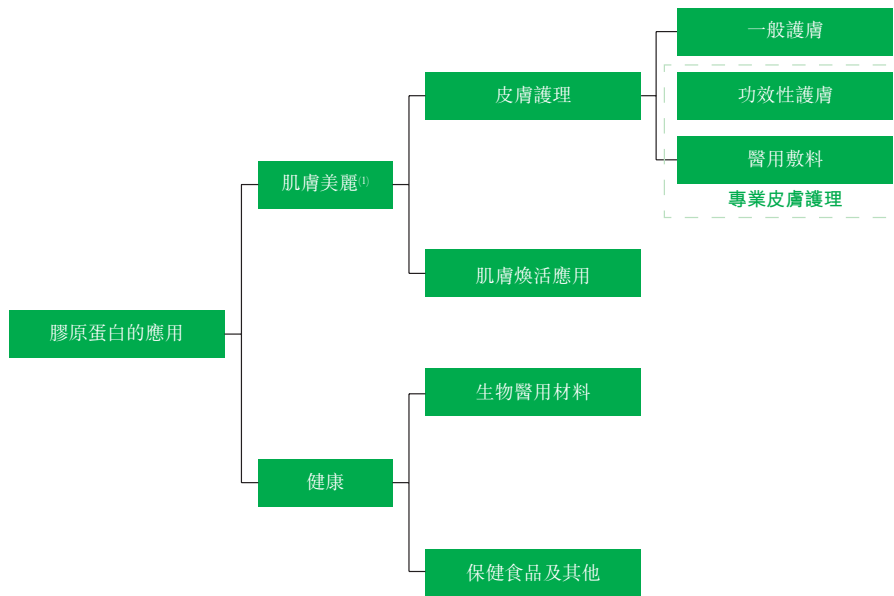 一般護膚
皮膚護理
功效性護膚
醫用敷料
肌膚美麗(1)
專業皮膚護理
肌膚煥活應用
膠原蛋白的應用
生物醫用材料
健康
保健食品及其他